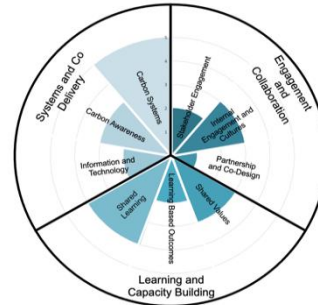 Systems and Co
Delivery
Engagement
and
Collaboration
Carbon Systems
Stakeholder Engagement
Carbon Awareness
Internal
Engagement and
Cultures
Information and
Technology
Partnership
and Co-Design
Shared
Learning
Learning Based Outcomes
Shared Values
Learning and
Capacity Building